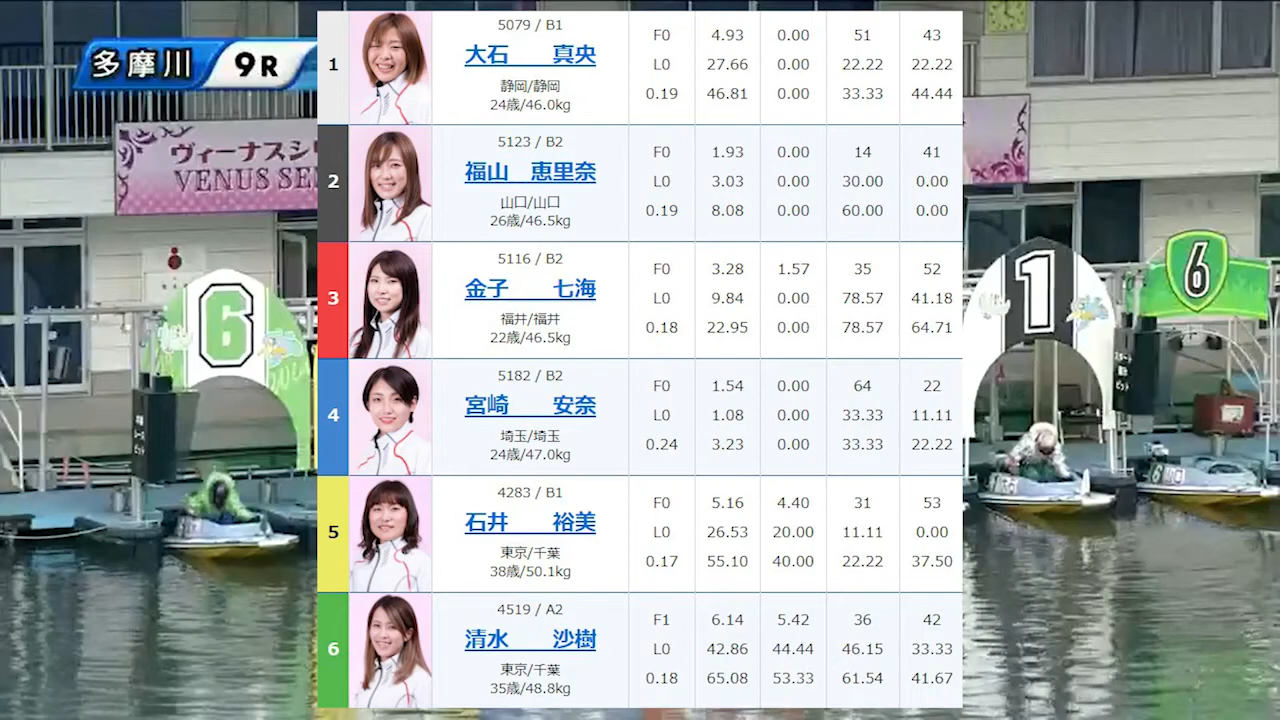 多摩川 9R
ヴィーナスシリ
VENUS SE
6
1
6
1
5079 / B1
大石 真央
静岡/静岡
24歳/46.0kg
F0 4.93 0.00 51 43
L0 27.66 0.00 22.22 22.22
0.19 46.81 0.00 33.33 44.44
2
5123 / B2
福山 恵里奈
山口/山口
26歳/46.5kg
F0 1.93 0.00 14 41
L0 3.03 0.00 30.00 0.00
0.19 8.08 0.00 60.00 0.00
3
5116 / B2
金子 七海
福井/福井
22歳/46.5kg
F0 3.28 1.57 35 52
L0 9.84 0.00 78.57 41.18
0.18 22.95 0.00 78.57 64.71
4
5182 / B2
宮崎 安奈
埼玉/埼玉
24歳/47.0kg
F0 1.54 0.00 64 22
L0 1.08 0.00 33.33 11.11
0.24 3.23 0.00 33.33 22.22
5
4283 / B1
石井 裕美
東京/千葉
38歳/50.1kg
F0 5.16 4.40 31 53
L0 26.53 20.00 11.11 0.00
0.17 55.10 40.00 22.22 37.50
6
4519 / A2
清水 沙樹
東京/千葉
35歳/48.8kg
F1 6.14 5.42 36 42
L0 42.86 44.44 46.15 33.33
0.18 65.08 53.33 61.54 41.67